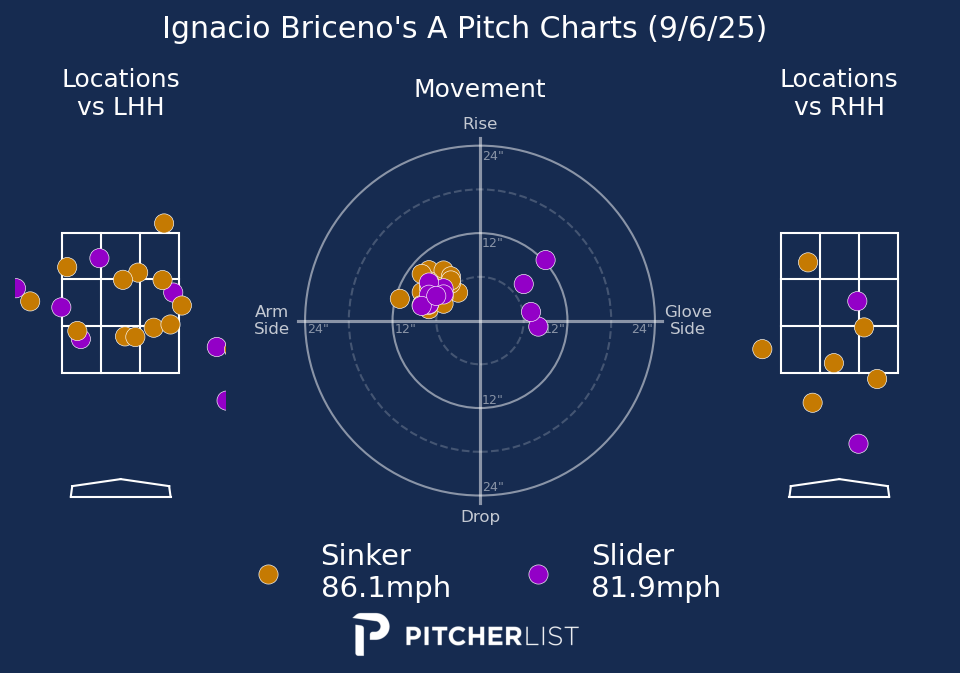 Ignacio Briceno's A Pitch Charts (9/6/25)
Locations
vs LHH
Movement
Locations
vs RHH
Rise
24"
12"
Arm
Side
24"
12"
12"
24"
Glove
Side
12"
24"
Drop
Sinker
86.1mph
Slider
81.9mph
PITCHERLIST